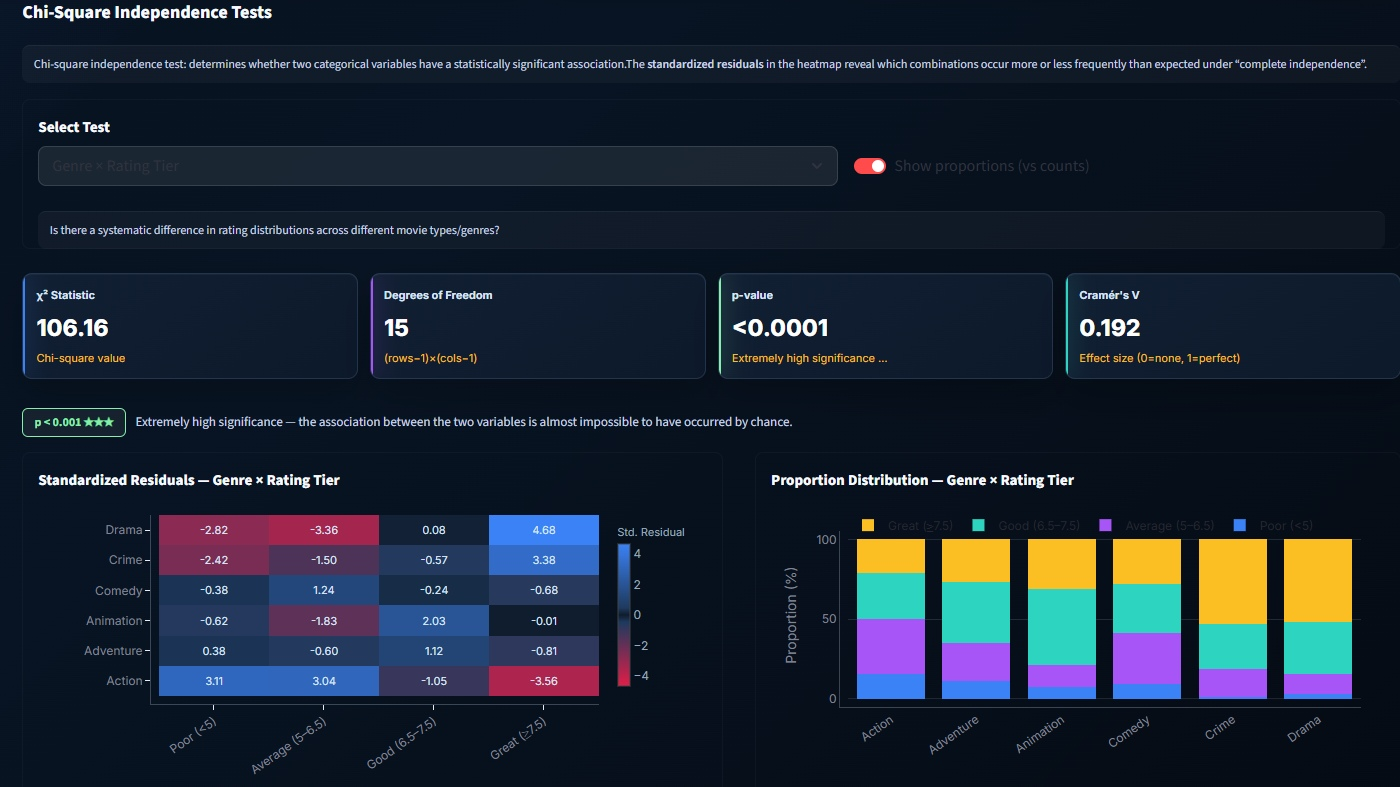 Chi-Square Independence Tests
Chi-square independence test: determines whether two categorical variables have a statistically significant association.The standardized residuals in the heatmap reveal which combinations occur more or less frequently than expected under “complete independence”.
Select Test
Genre × Rating Tier
Show proportions (vs counts)
Is there a systematic difference in rating distributions across different movie types/genres?
χ² Statistic
106.16
Chi-square value
Degrees of Freedom
15
(rows−1)×(cols−1)
p-value
<0.0001
Extremely high significance ...
Cramér's V
0.192
Effect size (0=none, 1=perfect)
p < 0.001 ★★★
Extremely high significance — the association between the two variables is almost impossible to have occurred by chance.
Standardized Residuals — Genre × Rating Tier
Drama -2.82 -3.36 0.08 4.68
Crime -2.42 -1.50 -0.57 3.38
Comedy -0.38 1.24 -0.24 -0.68
Animation -0.62 -1.83 2.03 -0.01
Adventure 0.38 -0.60 1.12 -0.81
Action 3.11 3.04 -1.05 -3.56
Poor (<5)
Average (5–6.5)
Good (6.5–7.5)
Great (≥7.5)
Std. Residual
4
2
0
−2
−4
Proportion Distribution — Genre × Rating Tier
Great (≥7.5)
Good (6.5–7.5)
Average (5–6.5)
Poor (<5)
Proportion (%)
100
50
0
Action
Adventure
Animation
Comedy
Crime
Drama